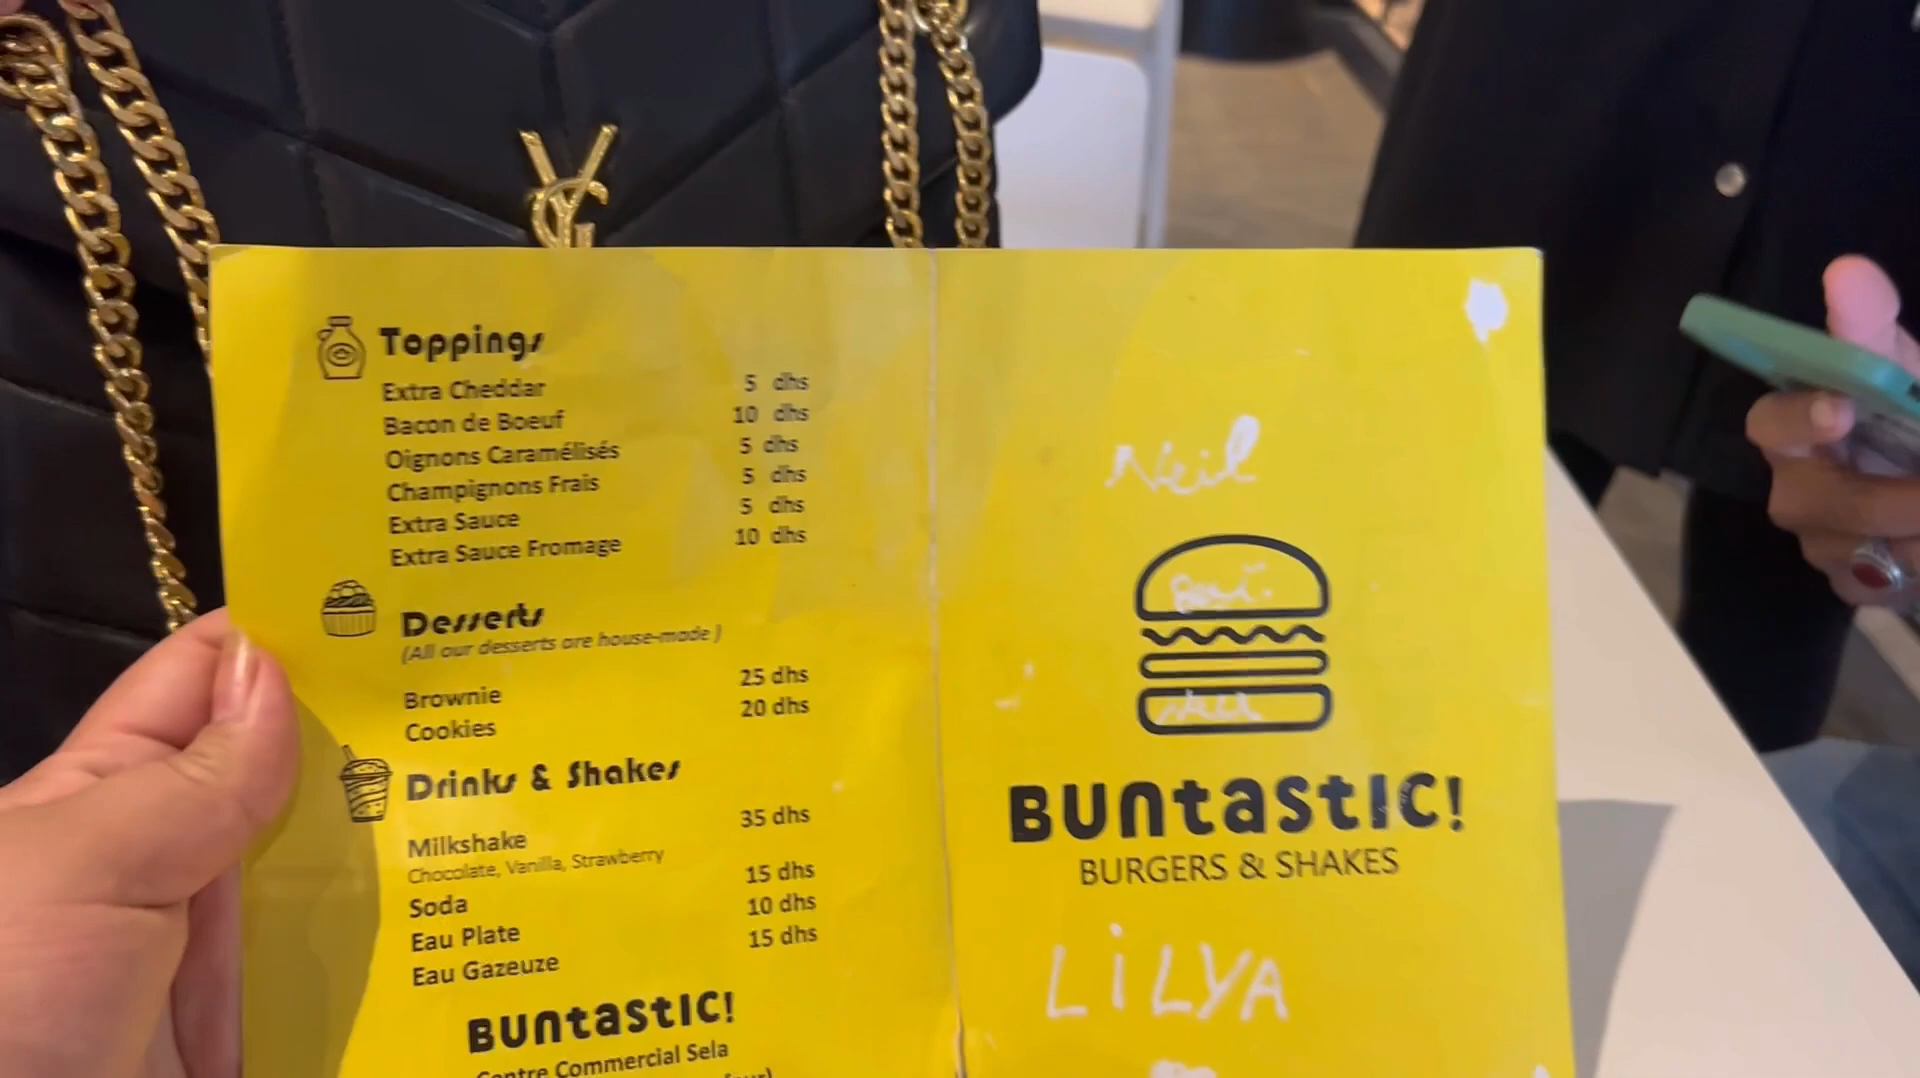 Toppings
Extra Cheddar 5 dhs
Bacon de Boeuf 10 dhs
Oignons Caramélisés 5 dhs
Champignons Frais 5 dhs
Extra Sauce 5 dhs
Extra Sauce Fromage 10 dhs
Desserts
(All our desserts are house-made)
Brownie 25 dhs
Cookies 20 dhs
Drinks & Shakes
Milkshake 35 dhs
Chocolate, Vanilla, Strawberry
Soda 15 dhs
Eau Plate 10 dhs
Eau Gazeuze 15 dhs
BUntastIC!
Centre Commercial Sela
Neil
BUntastIC!
BURGERS & SHAKES
LiLYA